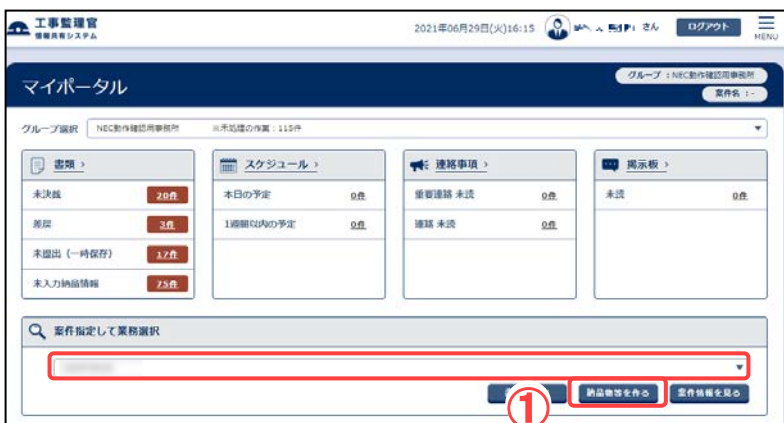 工事監理官
情報共有システム
2021年06月29日(火)16:15
さん
ログアウト
MENU
マイポータル
グループ：NEC動作確認用事務所
案件名：-
グループ選択
NEC動作確認用事務所 ※未処理の作業：115件
書類 ›
未決裁 20件
差戻 3件
未提出（一時保存） 17件
未入力納品情報 75件
スケジュール ›
本日の予定 0件
1週間以内の予定 0件
連絡事項 ›
重要連絡 未読 0件
連絡 未読 0件
掲示板 ›
未読 0件
案件指定して業務選択
①
納品物等を作る
案件情報を見る